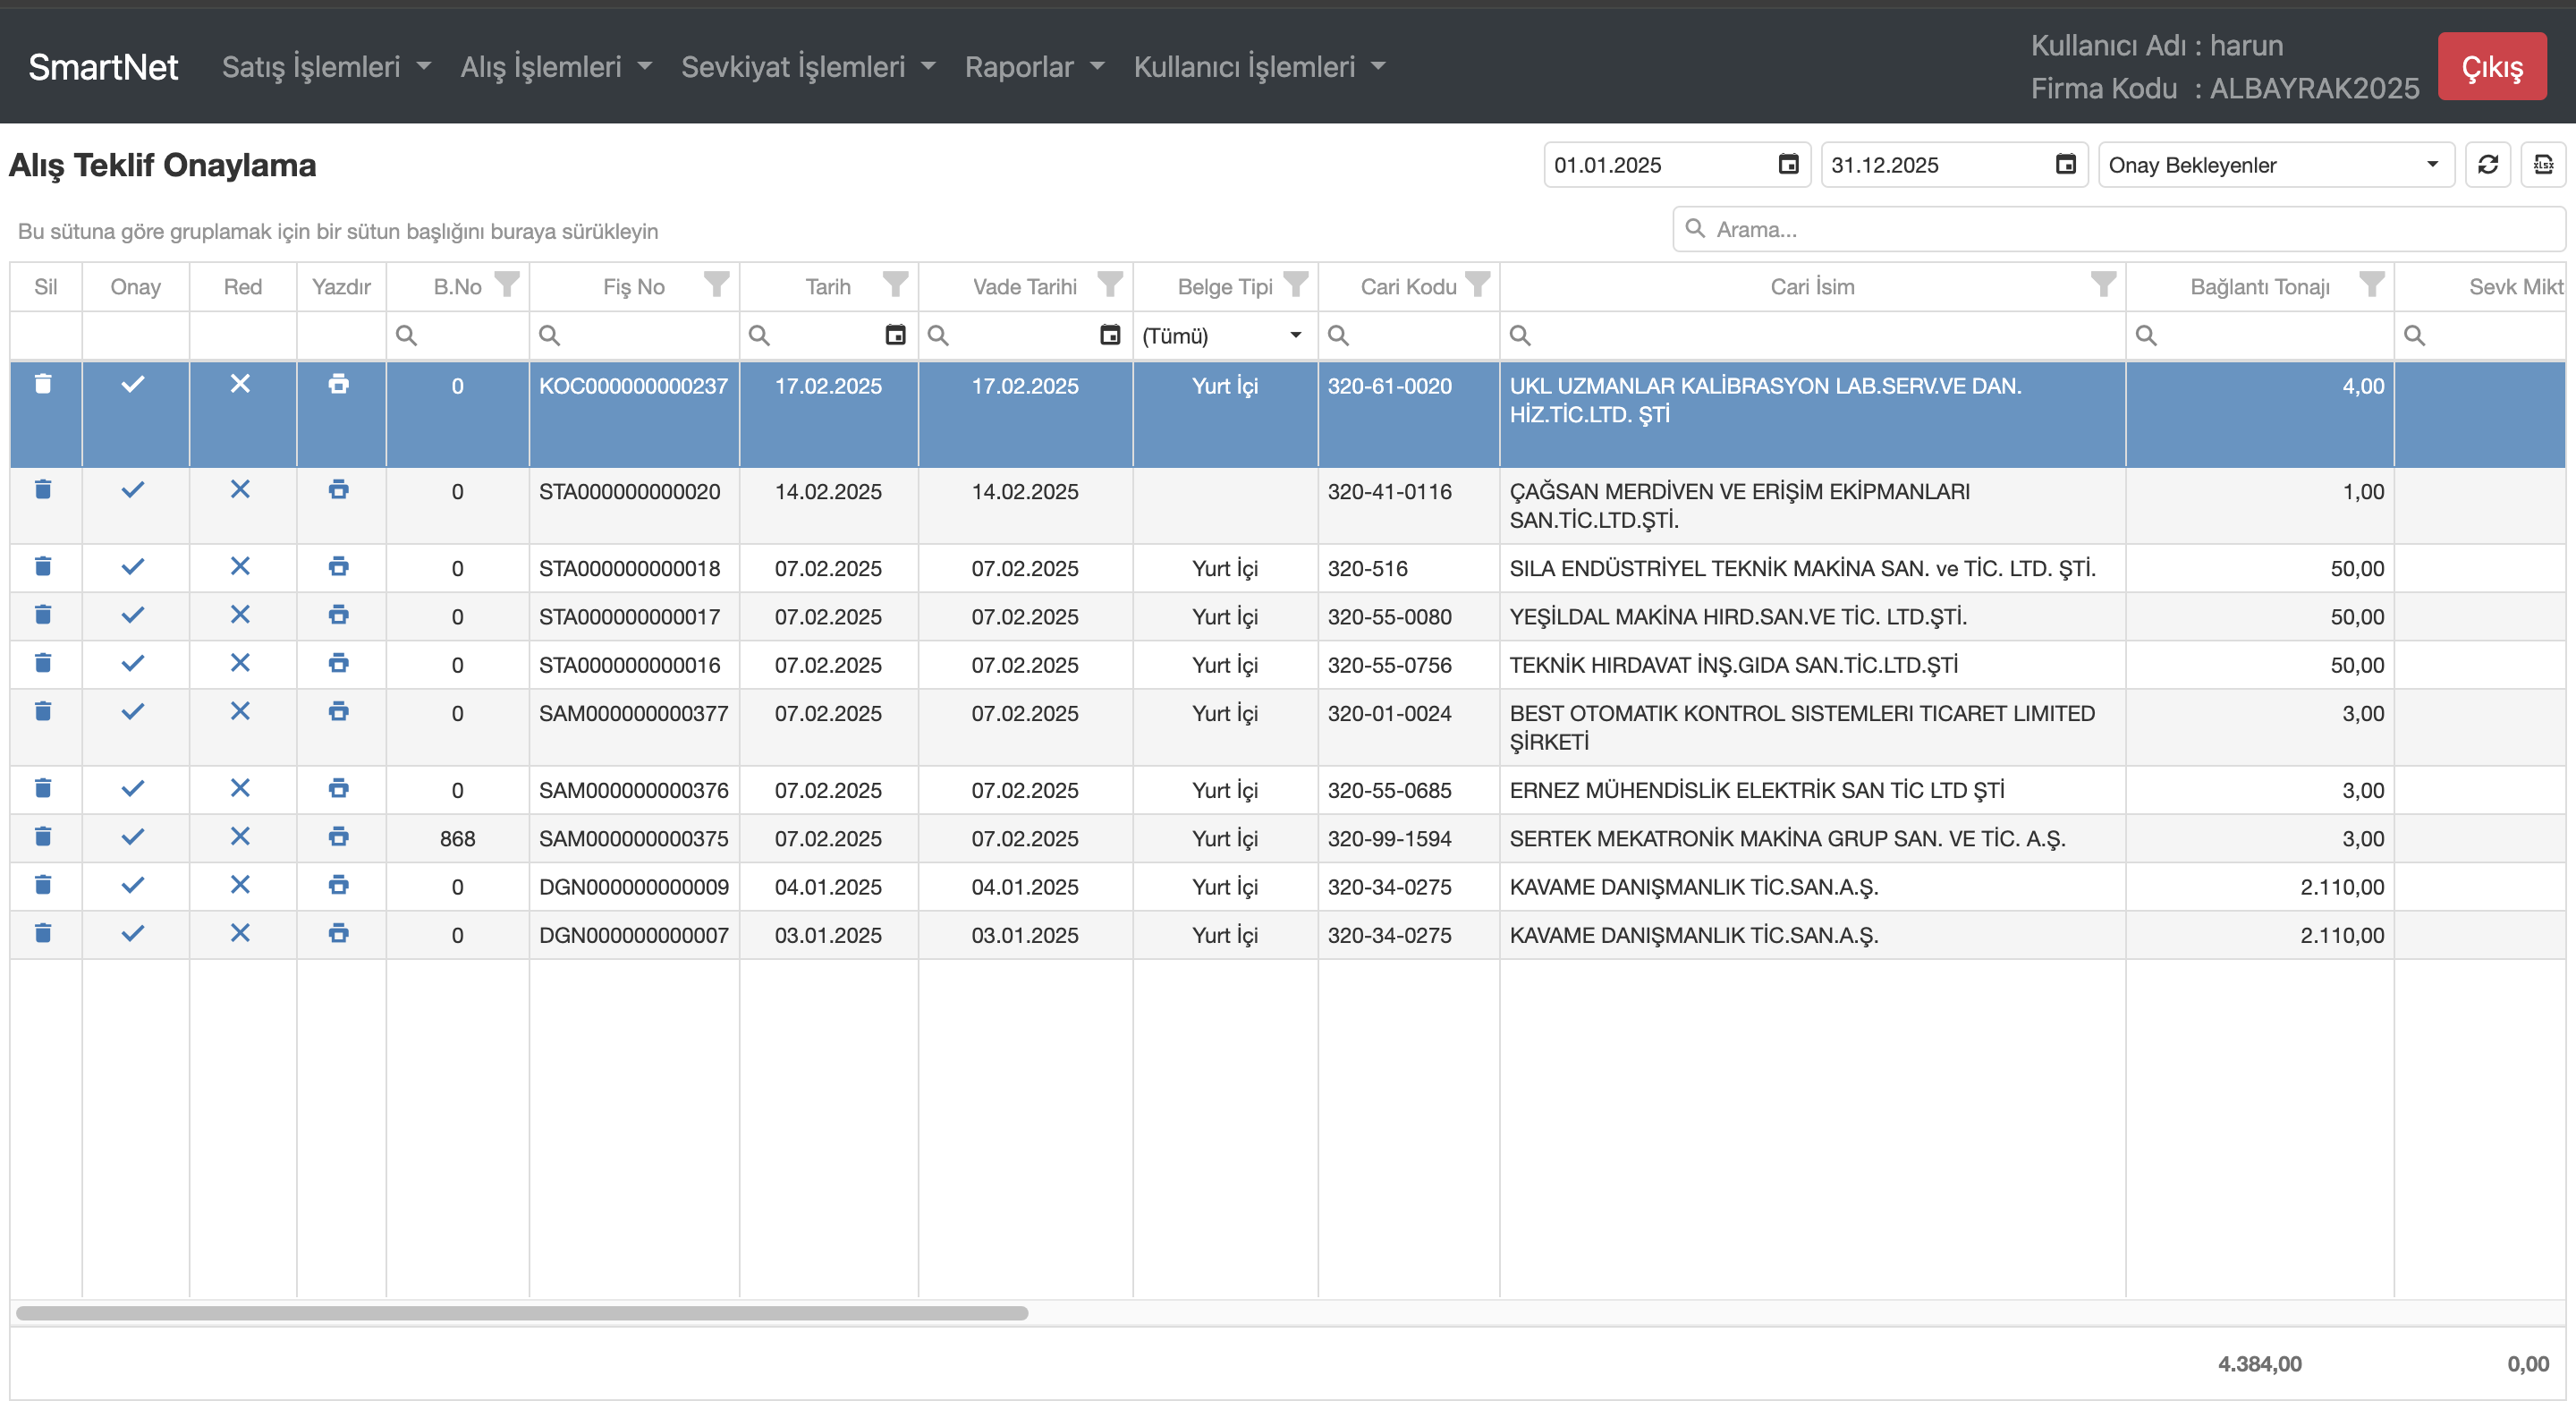 SmartNet Satış İşlemleri Alış İşlemleri Sevkiyat İşlemleri Raporlar Kullanıcı İşlemleri
Kullanıcı Adı : harun
Firma Kodu : ALBAYRAK2025
Çıkış
Alış Teklif Onaylama
01.01.2025 31.12.2025 Onay Bekleyenler XLSX
Bu sütuna göre gruplamak için bir sütun başlığını buraya sürükleyin
Arama...
Sil Onay Red Yazdır B.No Fiş No Tarih Vade Tarihi Belge Tipi Cari Kodu Cari İsim Bağlantı Tonajı Sevk Mikt
(Tümü)
0 KOC000000000237 17.02.2025 17.02.2025 Yurt İçi 320-61-0020 UKL UZMANLAR KALİBRASYON LAB.SERV.VE DAN. 4,00
HİZ.TİC.LTD. ŞTİ
0 STA000000000020 14.02.2025 14.02.2025 320-41-0116 ÇAĞSAN MERDİVEN VE ERİŞİM EKİPMANLARI 1,00
SAN.TİC.LTD.ŞTİ.
0 STA000000000018 07.02.2025 07.02.2025 Yurt İçi 320-516 SILA ENDÜSTRİYEL TEKNİK MAKİNA SAN. ve TİC. LTD. ŞTİ. 50,00
0 STA000000000017 07.02.2025 07.02.2025 Yurt İçi 320-55-0080 YEŞİLDAL MAKİNA HIRD.SAN.VE TİC. LTD.ŞTİ. 50,00
0 STA000000000016 07.02.2025 07.02.2025 Yurt İçi 320-55-0756 TEKNİK HIRDAVAT İNŞ.GIDA SAN.TİC.LTD.ŞTİ 50,00
0 SAM000000000377 07.02.2025 07.02.2025 Yurt İçi 320-01-0024 BEST OTOMATIK KONTROL SISTEMLERI TICARET LIMITED 3,00
ŞİRKETİ
0 SAM000000000376 07.02.2025 07.02.2025 Yurt İçi 320-55-0685 ERNEZ MÜHENDİSLİK ELEKTRİK SAN TİC LTD ŞTİ 3,00
868 SAM000000000375 07.02.2025 07.02.2025 Yurt İçi 320-99-1594 SERTEK MEKATRONİK MAKİNA GRUP SAN. VE TİC. A.Ş. 3,00
0 DGN000000000009 04.01.2025 04.01.2025 Yurt İçi 320-34-0275 KAVAME DANIŞMANLIK TİC.SAN.A.Ş. 2.110,00
0 DGN000000000007 03.01.2025 03.01.2025 Yurt İçi 320-34-0275 KAVAME DANIŞMANLIK TİC.SAN.A.Ş. 2.110,00
4.384,00 0,00